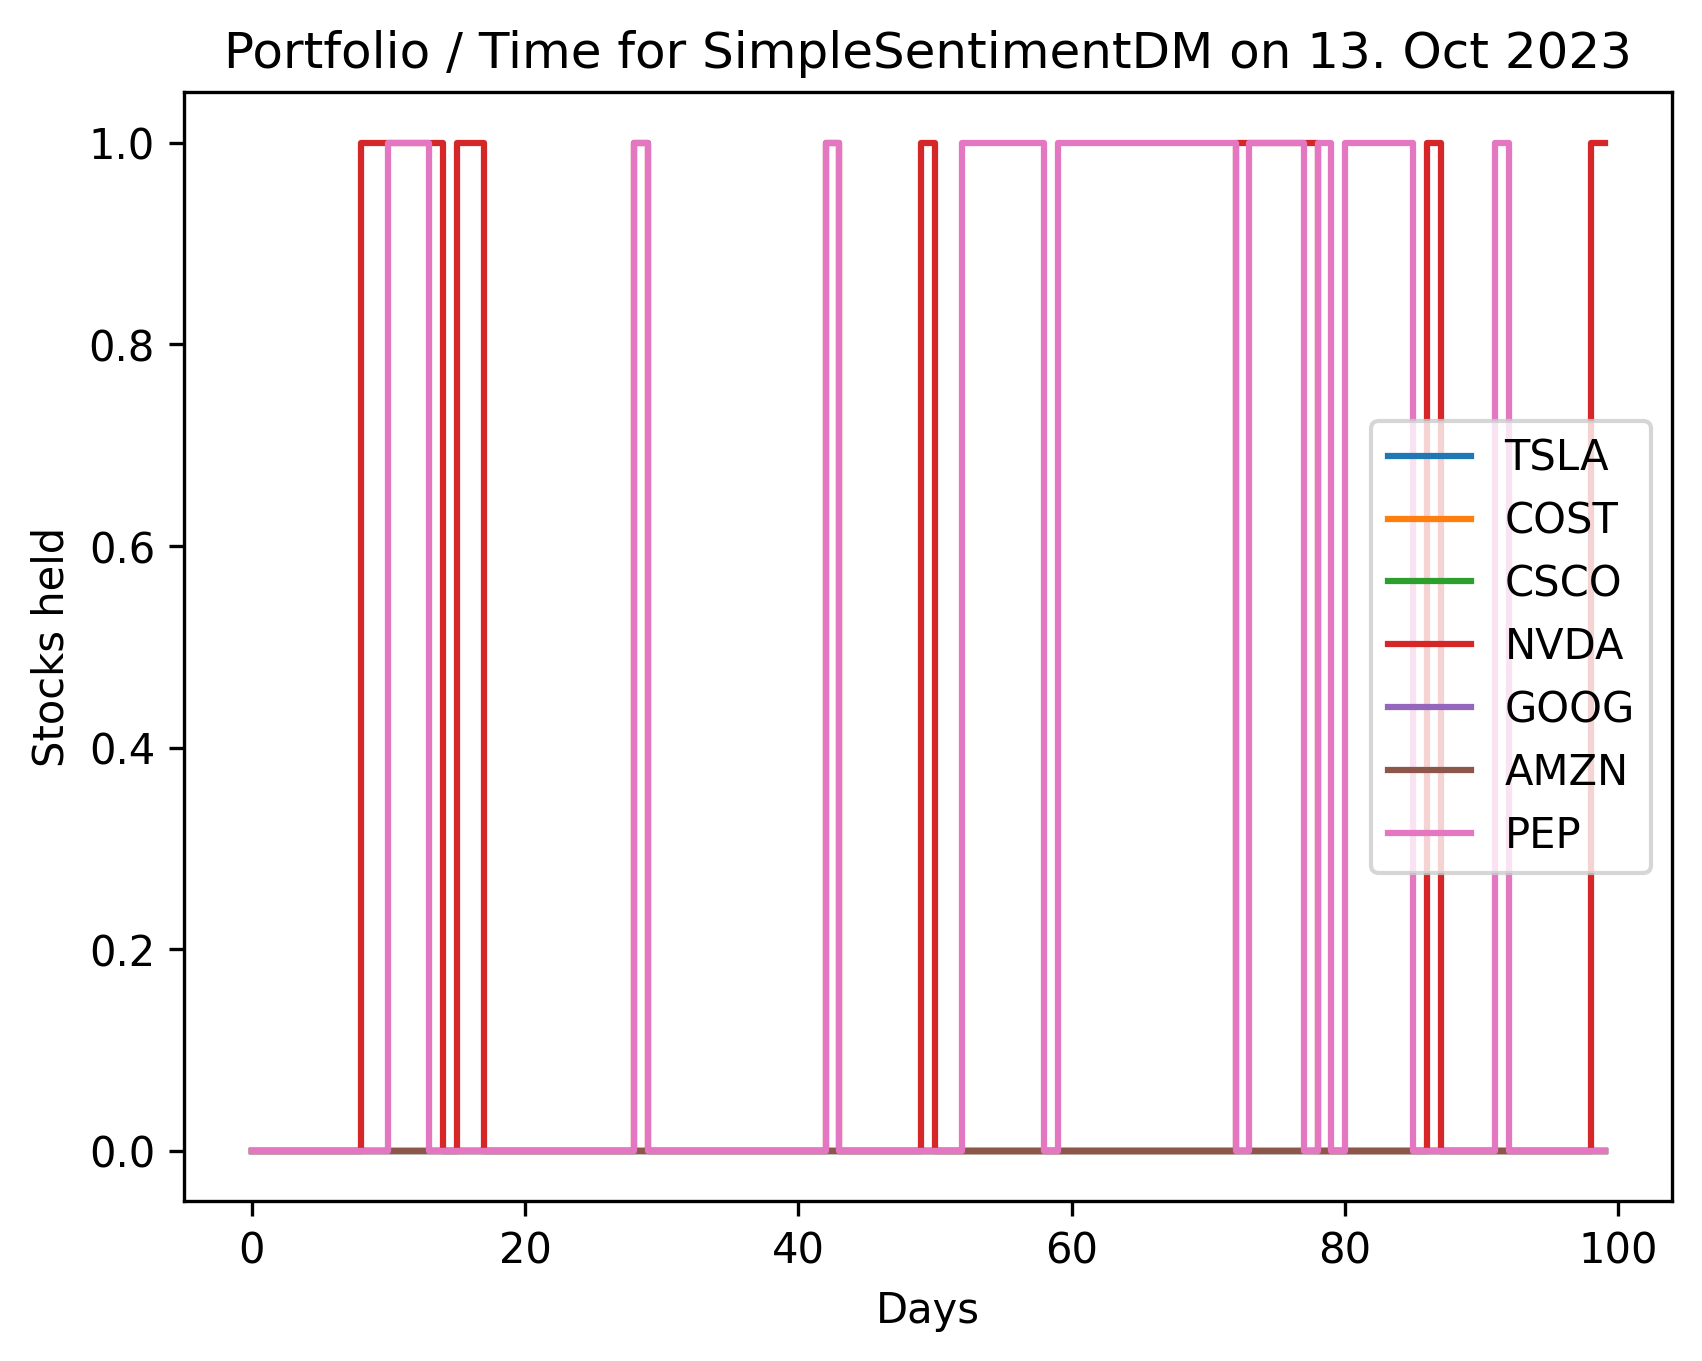 Portfolio / Time for SimpleSentimentDM on 13. Oct 2023
1.0
0.8
0.6
0.4
0.2
0.0
Stocks held
TSLA
COST
CSCO
NVDA
GOOG
AMZN
PEP
0 20 40 60 80 100
Days